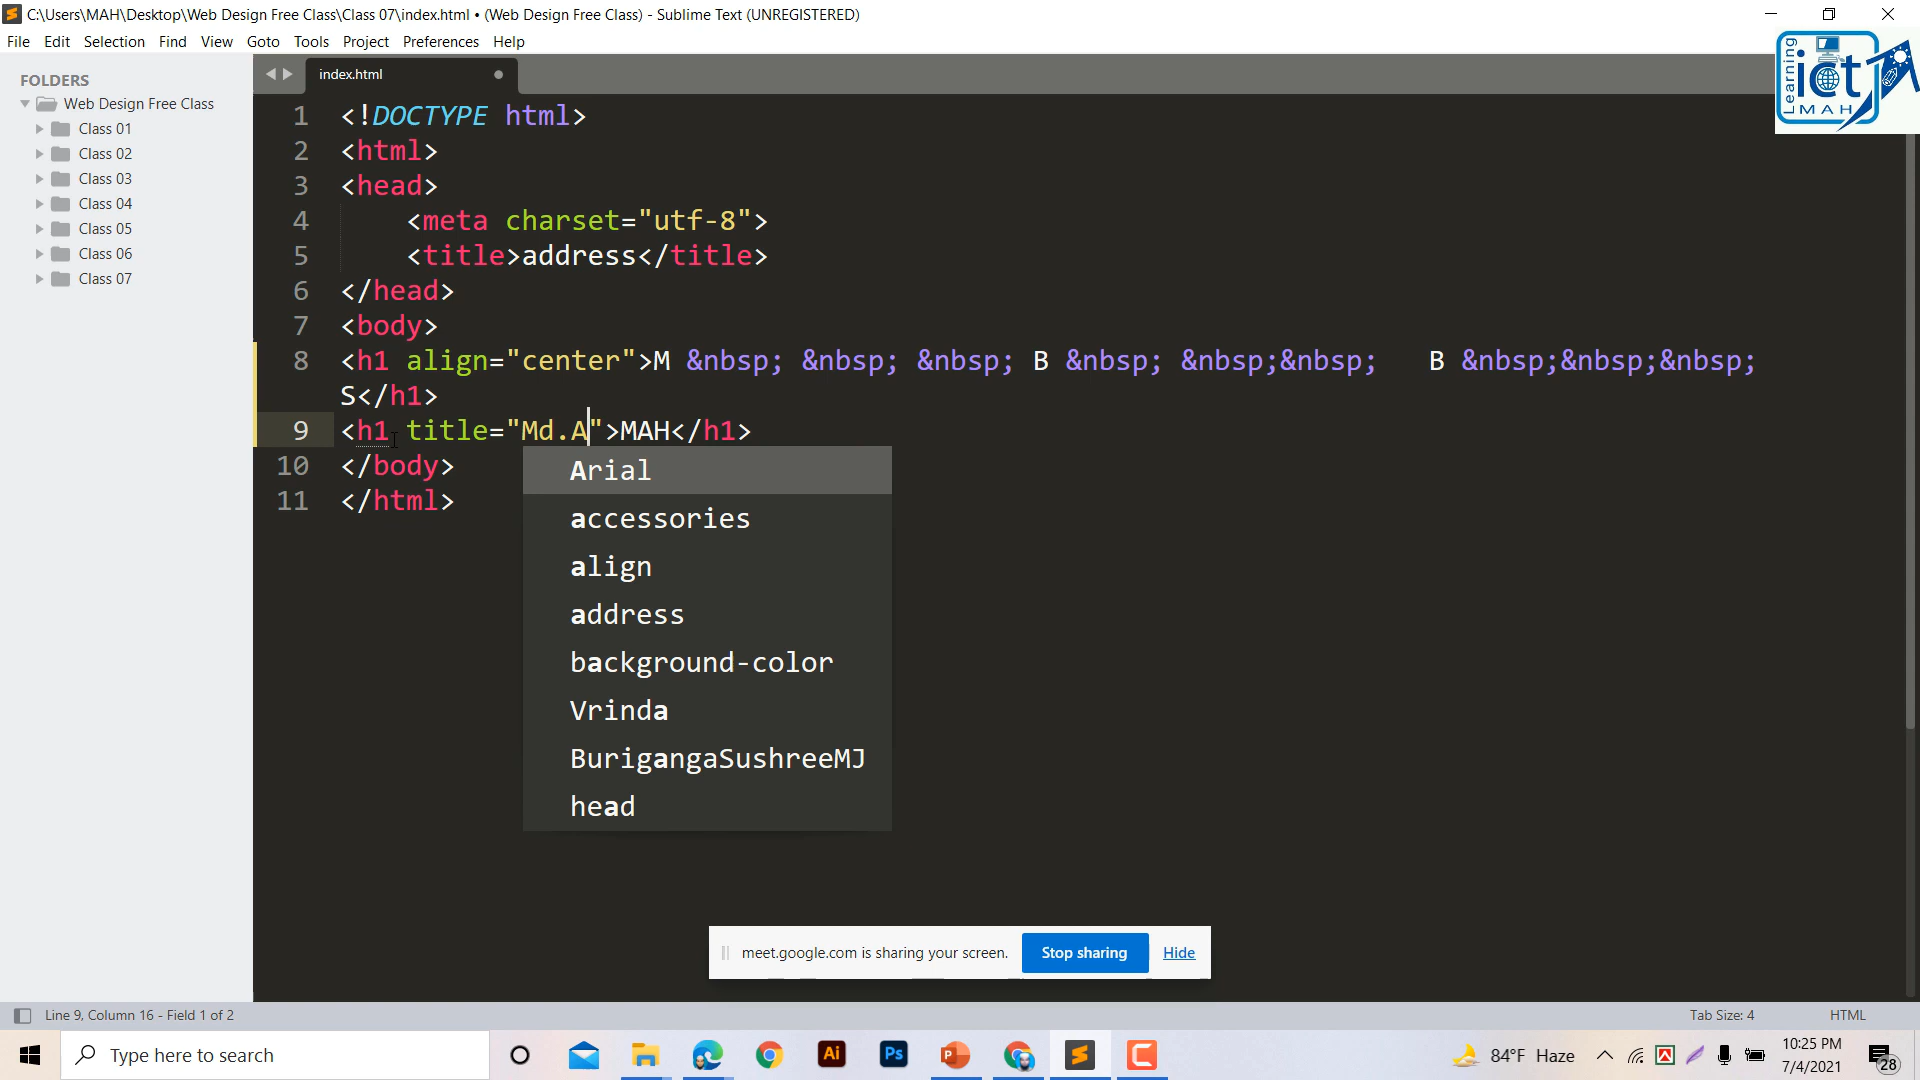 C:\Users\MAH\Desktop\Web Design Free Class\Class 07\index.html • (Web Design Free Class) - Sublime Text (UNREGISTERED)
File Edit Selection Find View Goto Tools Project Preferences Help
Learning
ict
MAH
FOLDERS
Web Design Free Class
Class 01
Class 02
Class 03
Class 04
Class 05
Class 06
Class 07
index.html
1 <!DOCTYPE html>
2 <html>
3 <head>
4 <meta charset="utf-8">
5 <title>address</title>
6 </head>
7 <body>
8 <h1 align="center">M &nbsp; &nbsp; &nbsp; B &nbsp; &nbsp;&nbsp; B &nbsp;&nbsp;&nbsp;
S</h1>
9 <h1 title="Md.A">MAH</h1>
10 </body>
11 </html>
Arial
accessories
align
address
background-color
Vrinda
BurigangaSushreeMJ
head
meet.google.com is sharing your screen. Stop sharing Hide
Line 9, Column 16 - Field 1 of 2
Tab Size: 4 HTML
Type here to search
Ai
Ps
P
84°F Haze
10:25 PM
7/4/2021
28